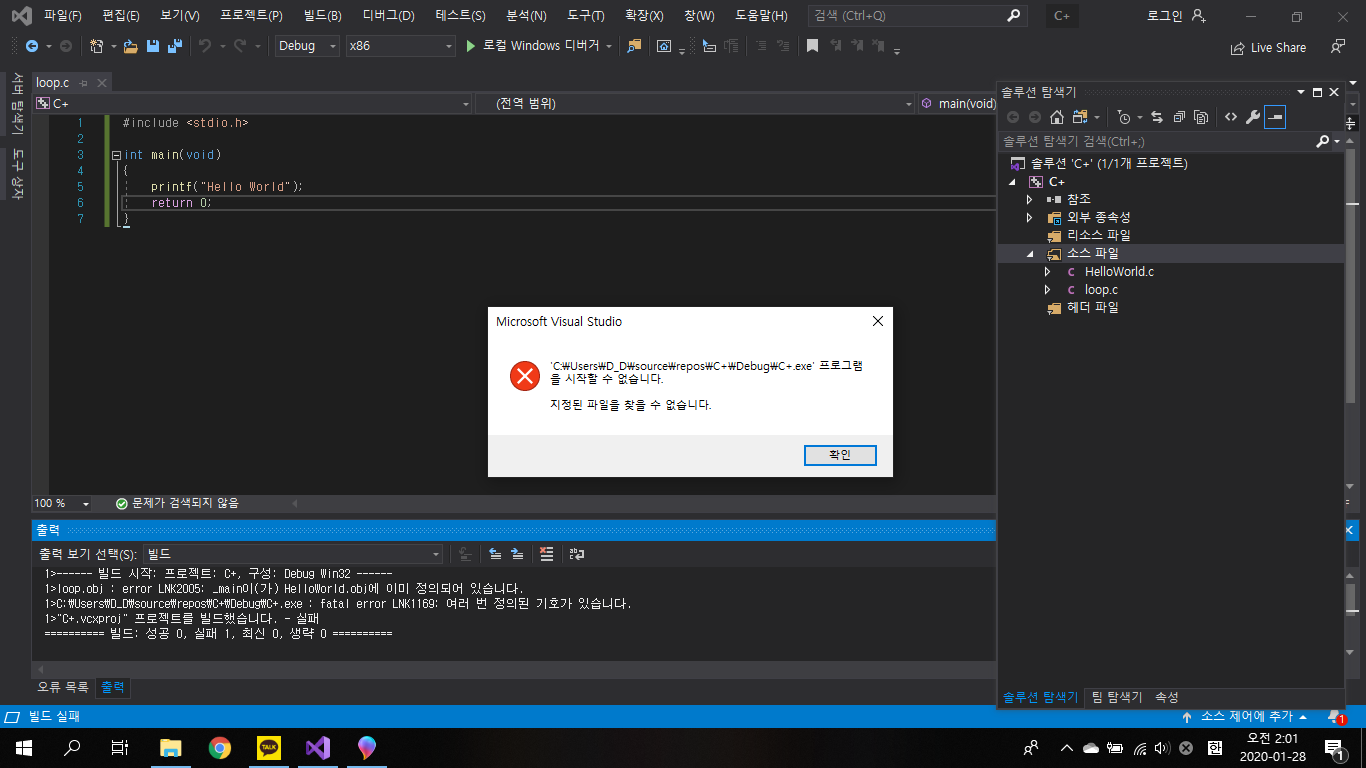 파일(F) 편집(E) 보기(V) 프로젝트(P) 빌드(B) 디버그(D) 테스트(S) 분석(N) 도구(T) 확장(X) 창(W) 도움말(H) 검색 (Ctrl+Q) C+ 로그인
Debug x86 로컬 Windows 디버거 Live Share
서버 탐색기
도구 상자
loop.c
C+ (전역 범위) main(void)
1 #include <stdio.h>
2
3 int main(void)
4 {
5 printf("Hello World");
6 return 0;
7 }
솔루션 탐색기
솔루션 탐색기 검색(Ctrl+;)
솔루션 'C+' (1/1개 프로젝트)
C+
참조
외부 종속성
리소스 파일
소스 파일
HelloWorld.c
loop.c
헤더 파일
Microsoft Visual Studio
'C:₩Users₩D_D₩source₩repos₩C+₩Debug₩C+.exe' 프로그램
을 시작할 수 없습니다.
지정된 파일을 찾을 수 없습니다.
확인
100 % 문제가 검색되지 않음
출력
출력 보기 선택(S): 빌드
1>------ 빌드 시작: 프로젝트: C+, 구성: Debug Win32 ------
1>loop.obj : error LNK2005: _main이(가) HelloWorld.obj에 이미 정의되어 있습니다.
1>C:₩Users₩D_D₩source₩repos₩C+₩Debug₩C+.exe : fatal error LNK1169: 여러 번 정의된 기호가 있습니다.
1>"C+.vcxproj" 프로젝트를 빌드했습니다. - 실패
========== 빌드: 성공 0, 실패 1, 최신 0, 생략 0 ==========
오류 목록 출력
솔루션 탐색기 팀 탐색기 속성
빌드 실패 소스 제어에 추가 1
TALK
한
오전 2:01
2020-01-28
1